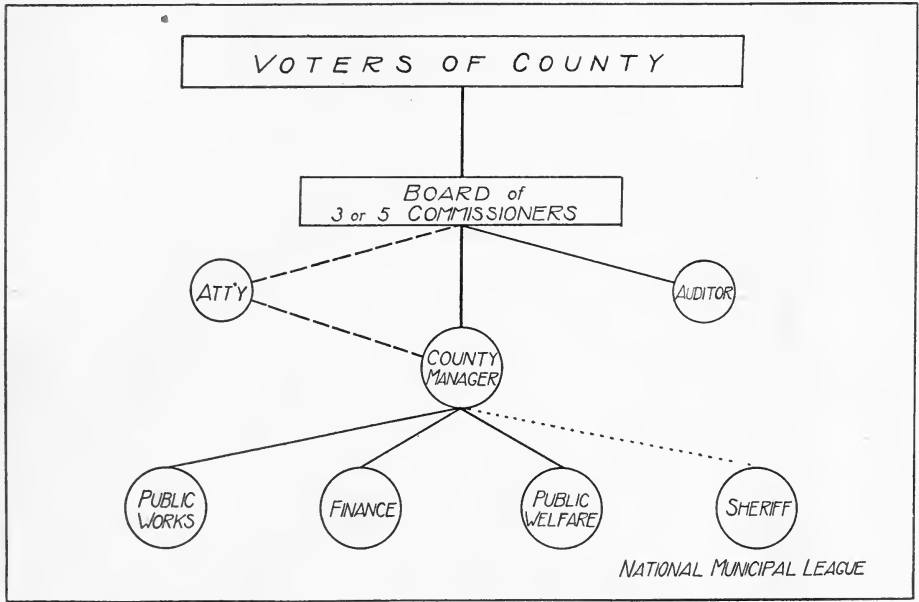 VOTERS OF COUNTY
BOARD of
3 or 5 COMMISSIONERS
ATT'Y
AUDITOR
COUNTY
MANAGER
PUBLIC
WORKS
FINANCE
PUBLIC
WELFARE
SHERIFF
NATIONAL MUNICIPAL LEAGUE